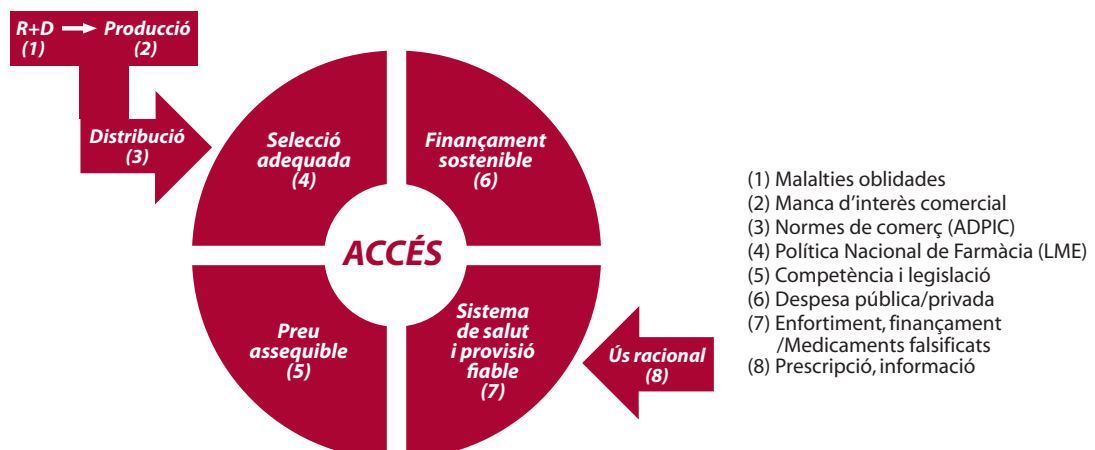 R+D → Producció
(1) (2)
Distribució
(3)
Selecció
adequada
(4)
Finançament
sostenible
(6)
ACCÉS
Preu
assequible
(5)
Sistema
de salut
i provisió
fiable
(7)
Ús racional
(8)
(1) Malalties oblidades
(2) Manca d’interès comercial
(3) Normes de comerç (ADPIC)
(4) Política Nacional de Farmàcia (LME)
(5) Competència i legislació
(6) Despesa pública/privada
(7) Enfortiment, finançament
/Medicaments falsificats
(8) Prescripció, informació